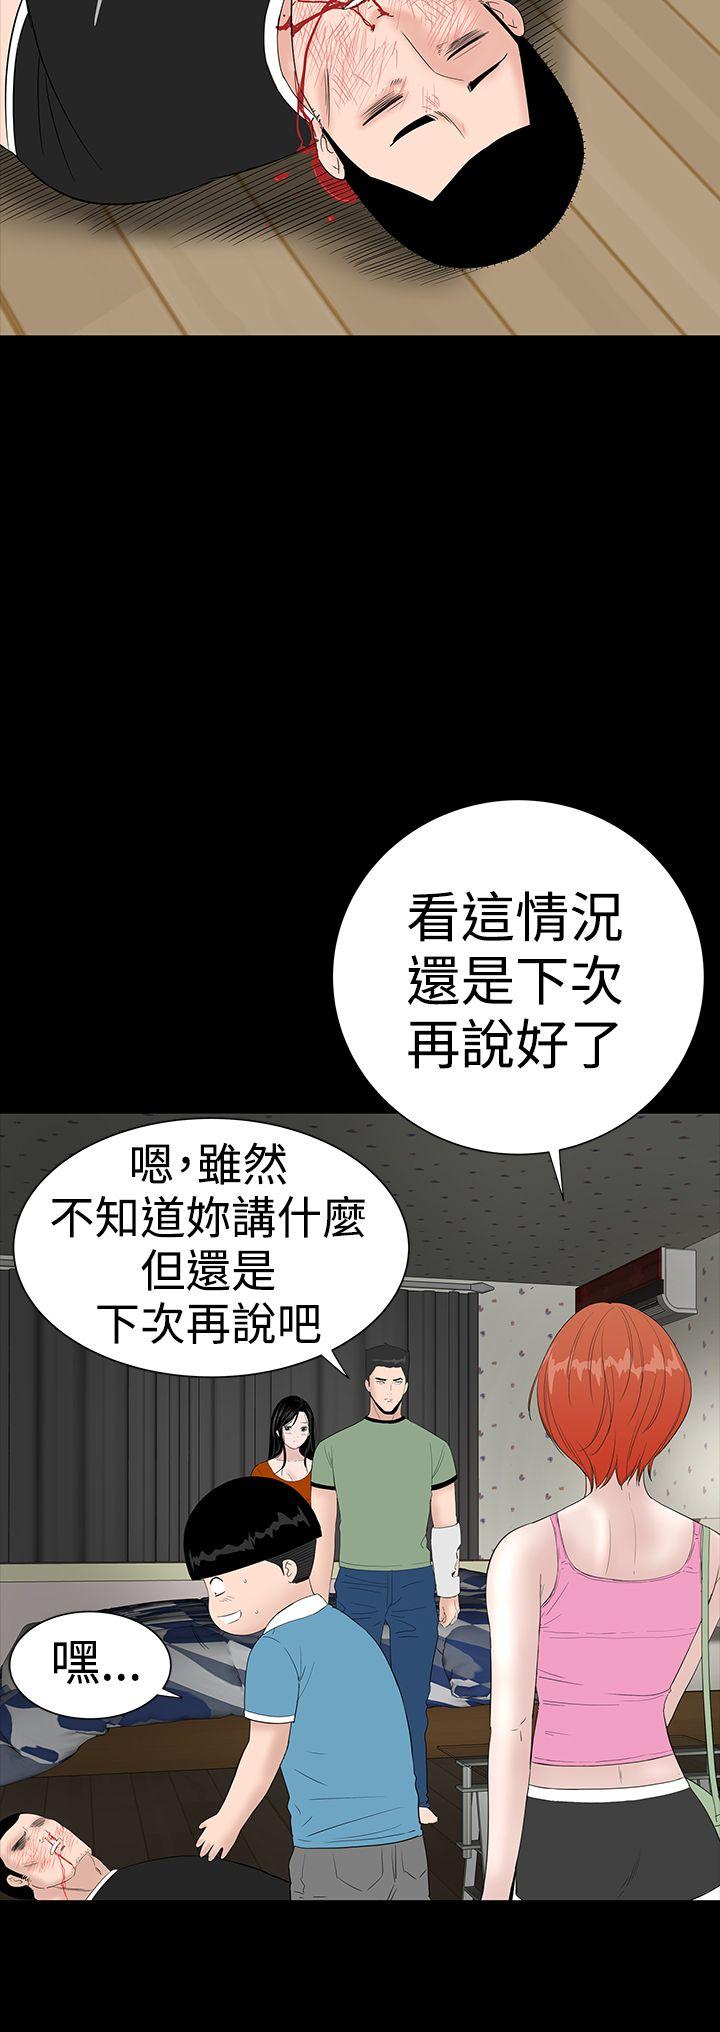 看這情況
還是下次
再說好了
嗯，雖然
不知道妳講什麼
但還是
下次再說吧
嘿…